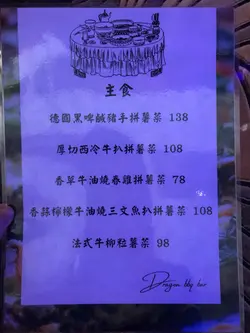 主食
德國黑啤鹹豬手拼薯菜 138
厚切西冷牛扒拼薯菜 108
香草牛油燒春雞拼薯菜 78
香蒜檸檬牛油燒三文魚扒拼薯菜 108
法式牛柳粒薯菜 98
Dragon bbq bar